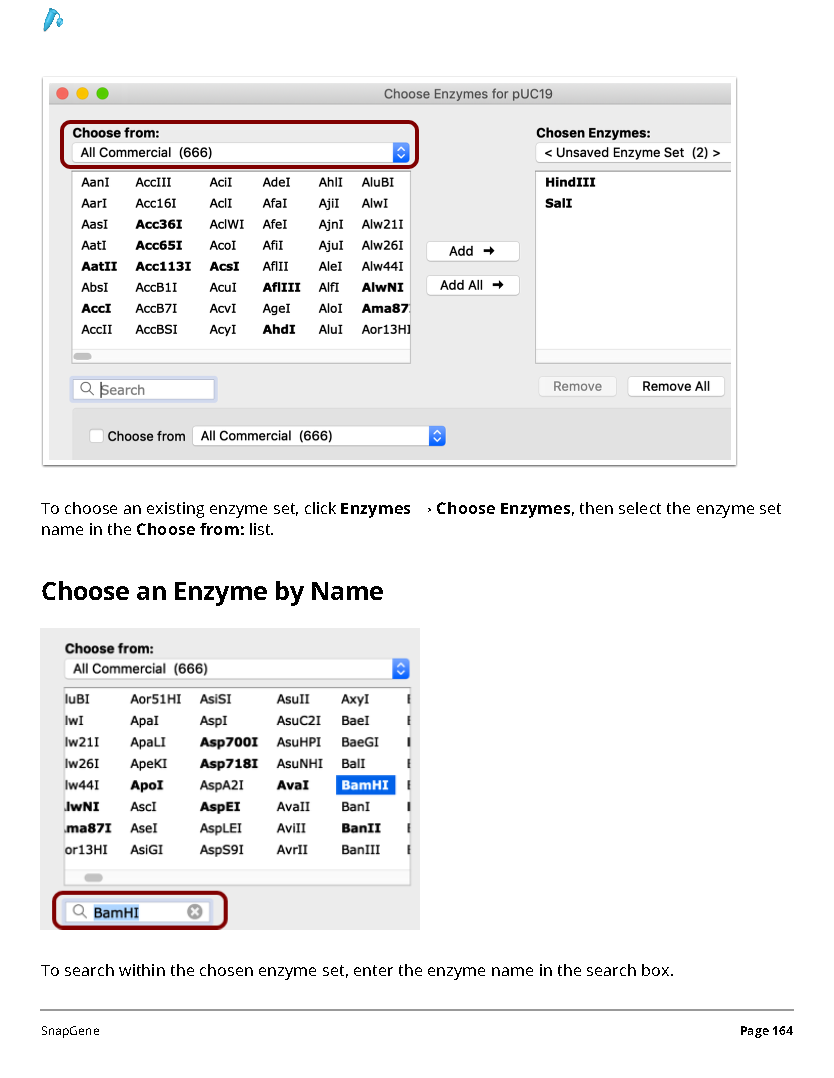 Choose Enzymes for pUC19
Choose from:
All Commercial (666)
Chosen Enzymes:
< Unsaved Enzyme Set (2) >
AanI AccIII AciI AdeI AhlI AluBI
AarI Acc16I AclI AfaI AjiI AlwI
AasI Acc36I AclWI AfeI AjnI Alw21I
AatI Acc65I AcoI AfiI AjuI Alw26I
AatII Acc113I AcsI AflII AleI Alw44I
AbsI AccB1I AcuI AflIII AlfI AlwNI
AccI AccB7I AcvI AgeI AloI Ama87
AccII AccBSI AcyI AhdI AluI Aor13HI
Add →
Add All →
HindIII
SalI
Search
Remove Remove All
Choose from All Commercial (666)
To choose an existing enzyme set, click Enzymes → Choose Enzymes, then select the enzyme set
name in the Choose from: list.
Choose an Enzyme by Name
Choose from:
All Commercial (666)
luBI Aor51HI AsiSI AsuII AxyI
lwI ApaI AspI AsuC2I BaeI
lw21I ApaLI Asp700I AsuHPI BaeGI
lw26I ApeKI Asp718I AsuNHI BalI
lw44I ApoI AspA2I AvaI BamHI
lwNI AscI AspEI AvaII BanI
ma87I AseI AspLEI AviII BanII
or13HI AsiGI AspS9I AvrII BanIII
BamHI
To search within the chosen enzyme set, enter the enzyme name in the search box.
SnapGene Page 164